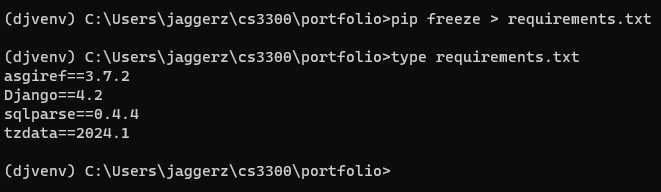 (djvenv) C:\Users\jaggerz\cs3300\portfolio>pip freeze > requirements.txt
(djvenv) C:\Users\jaggerz\cs3300\portfolio>type requirements.txt
asgiref==3.7.2
Django==4.2
sqlparse==0.4.4
tzdata==2024.1
(djvenv) C:\Users\jaggerz\cs3300\portfolio>